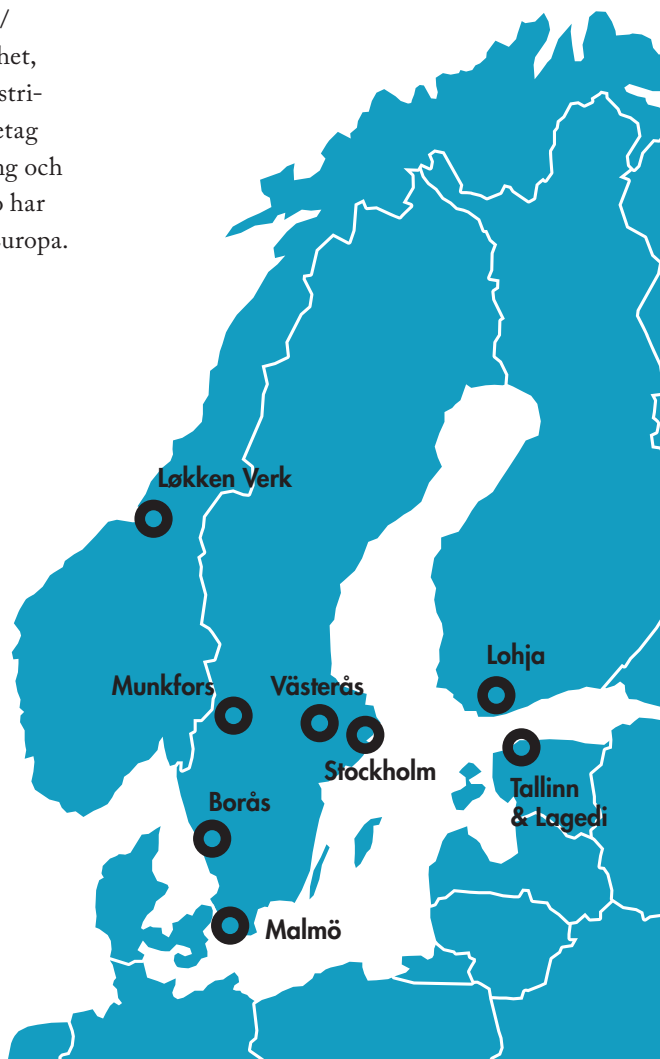 /
het,
stri-
etag
ng och
o har
uropa.
Løkken Verk
Lohja
Munkfors
Västerås
Stockholm
Tallinn
& Lagedi
Borås
Malmö